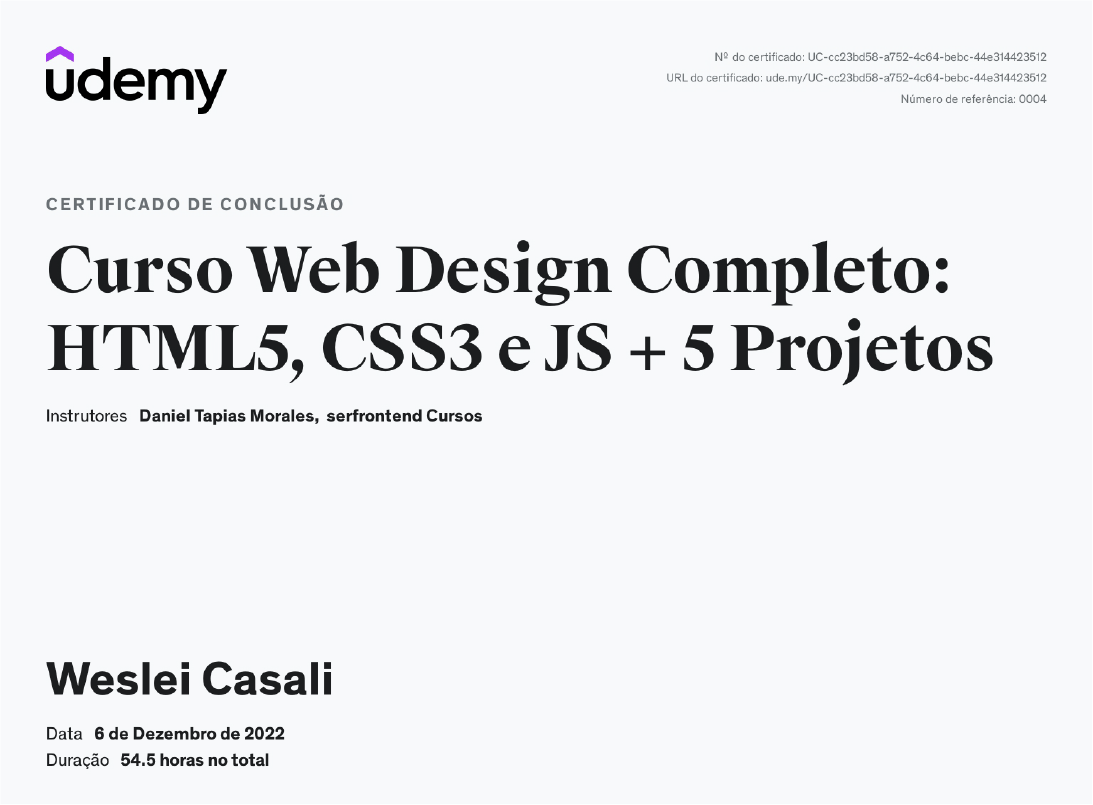 udemy
Nº do certificado: UC-cc23bd58-a752-4c64-bebc-44e314423512
URL do certificado: ude.my/UC-cc23bd58-a752-4c64-bebc-44e314423512
Número de referência: 0004
CERTIFICADO DE CONCLUSÃO
Curso Web Design Completo:
HTML5, CSS3 e JS + 5 Projetos
Instrutores Daniel Tapias Morales, serfrontend Cursos
Weslei Casali
Data 6 de Dezembro de 2022
Duração 54.5 horas no total